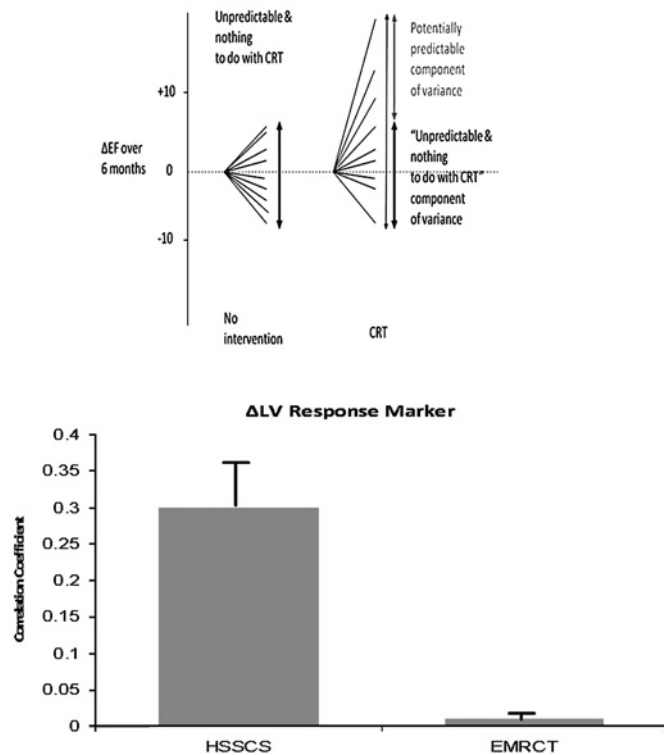 Unpredictable &
nothing
to do with CRT
Potentially
predictable
component
of variance
+10
ΔEF over
6 months
0
"Unpredictable &
nothing
to do with CRT"
component
of variance
-10
No
intervention
CRT
ΔLV Response Marker
Correlation Coefficient
0.4
0.35
0.3
0.25
0.2
0.15
0.1
0.05
0
HSSCS
EMRCT